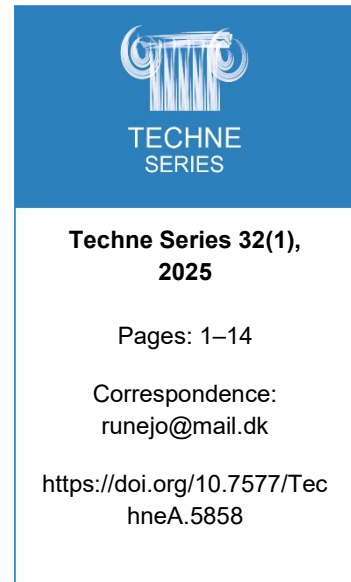 TECHNE
SERIES
Techne Series 32(1),
2025
Pages: 1–14
Correspondence:
runejo@mail.dk
https://doi.org/10.7577/Tec
hneA.5858